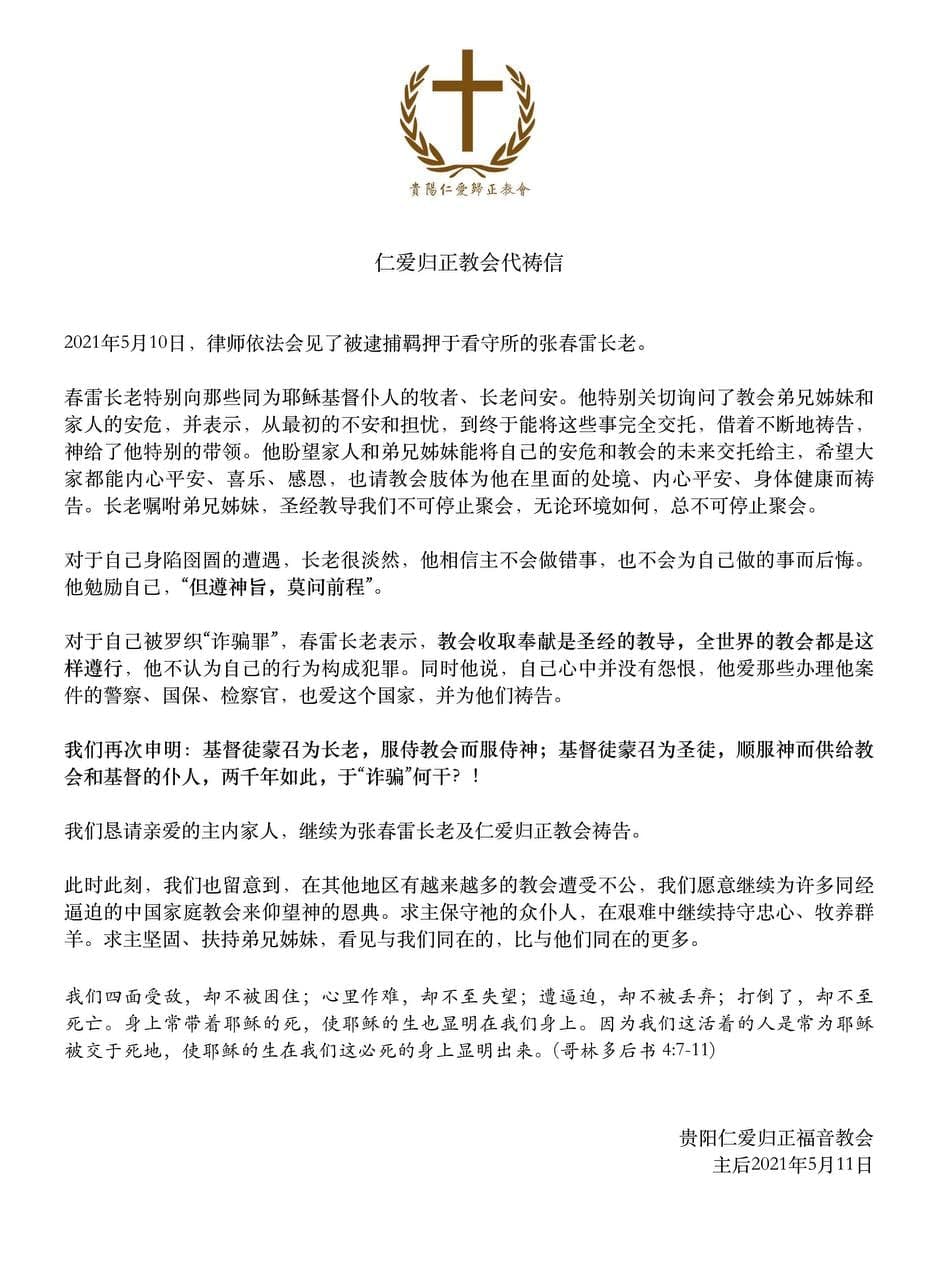 貴陽仁愛歸正教會
仁爱归正教会代祷信
2021年5月10日，律师依法会见了被逮捕羁押于看守所的张春雷长老。
春雷长老特别向那些同为耶稣基督仆人的牧者、长老问安。他特别关切询问了教会弟兄姊妹和
家人的安危，并表示，从最初的不安和担忧，到终于能将这些事完全交托，借着不断地祷告，
神给了他特别的带领。他盼望家人和弟兄姊妹能将自己的安危和教会的未来交托给主，希望大
家都能内心平安、喜乐、感恩，也请教会肢体为他在里面的处境、内心平安、身体健康而祷
告。长老嘱咐弟兄姊妹，圣经教导我们不可停止聚会，无论环境如何，总不可停止聚会。
对于自己身陷囹圄的遭遇，长老很淡然，他相信主不会做错事，也不会为自己做的事而后悔。
他勉励自己，“但遵神旨，莫问前程”。
对于自己被罗织“诈骗罪”，春雷长老表示，教会收取奉献是圣经的教导，全世界的教会都是这
样遵行，他不认为自己的行为构成犯罪。同时他说，自己心中并没有怨恨，他爱那些办理他案
件的警察、国保、检察官，也爱这个国家，并为他们祷告。
我们再次申明：基督徒蒙召为长老，服侍教会而服侍神；基督徒蒙召为圣徒，顺服神而供给教
会和基督的仆人，两千年如此，于“诈骗”何干？！
我们恳请亲爱的主内家人，继续为张春雷长老及仁爱归正教会祷告。
此时此刻，我们也留意到，在其他地区有越来越多的教会遭受不公，我们愿意继续为许多同经
逼迫的中国家庭教会来仰望神的恩典。求主保守祂的众仆人，在艰难中继续持守忠心、牧养群
羊。求主坚固、扶持弟兄姊妹，看见与我们同在的，比与他们同在的更多。
我们四面受敌，却不被困住；心里作难，却不至失望；遭逼迫，却不被丢弃；打倒了，却不至
死亡。身上常带着耶稣的死，使耶稣的生也显明在我们身上。因为我们这活着的人是常为耶稣
被交于死地，使耶稣的生在我们这必死的身上显明出来。(哥林多后书 4:7-11)
贵阳仁爱归正福音教会
主后2021年5月11日